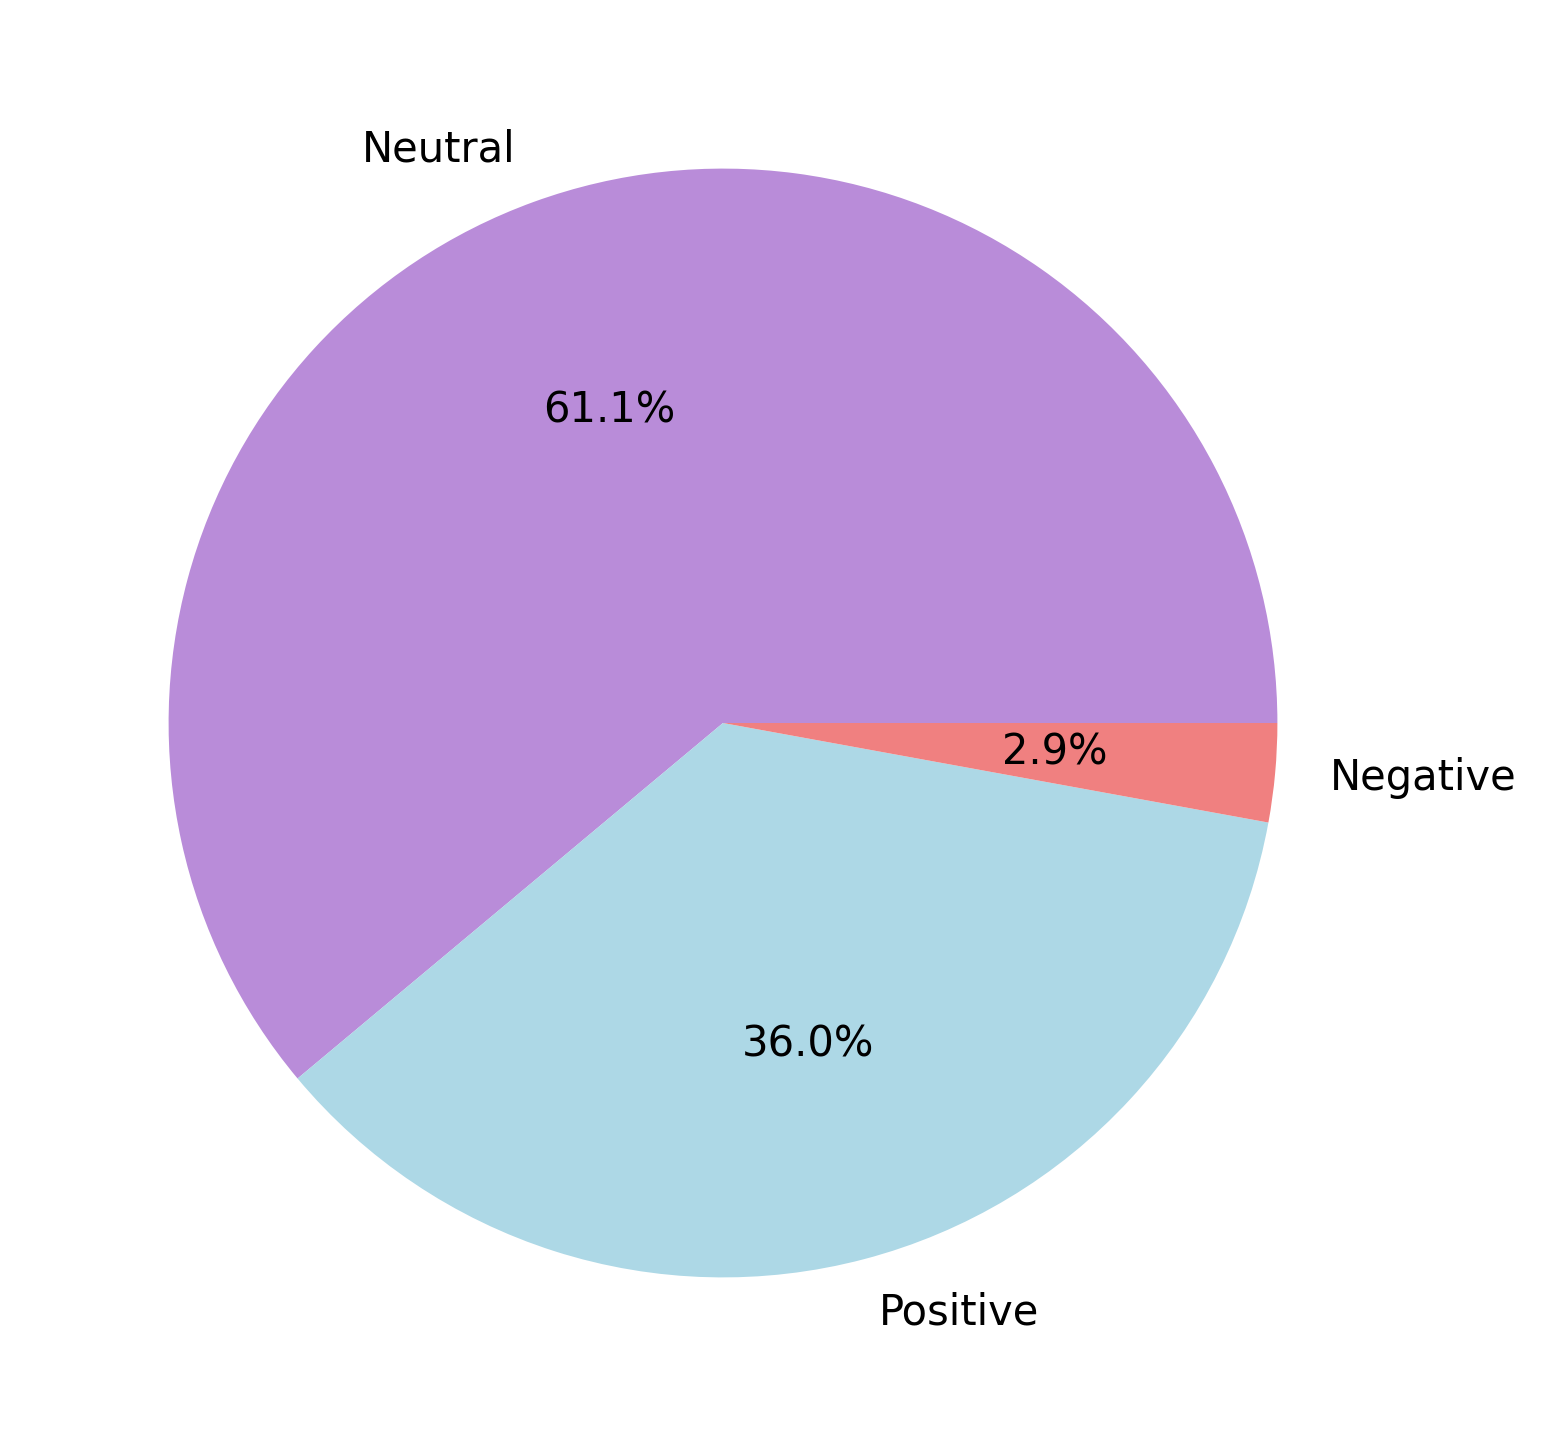 Neutral
61.1%
2.9%
Negative
36.0%
Positive